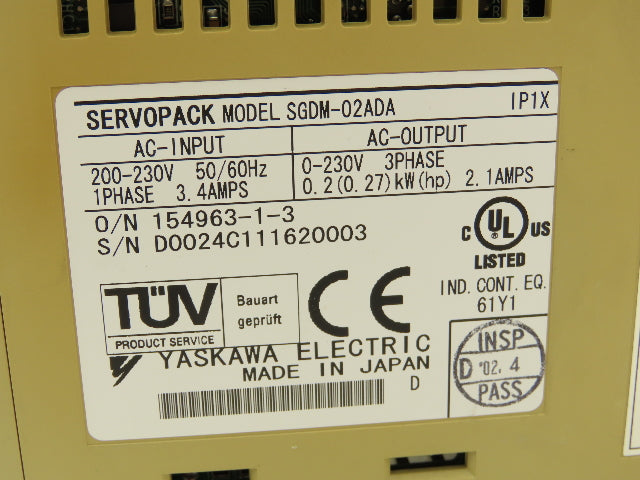 SERVOPACK MODEL SGDM-02ADA IP1X
AC-INPUT AC-OUTPUT
200-230V 50/60Hz 0-230V 3PHASE
1PHASE 3.4AMPS 0.2(0.27)kW(hp) 2.1AMPS
O/N 154963-1-3
S/N D0024C111620003
C UL US
LISTED
IND. CONT. EQ.
61Y1
TÜV
PRODUCT SERVICE
Bauart
geprüft
CE
YASKAWA ELECTRIC
MADE IN JAPAN
D
INSP
D '02.4
PASS